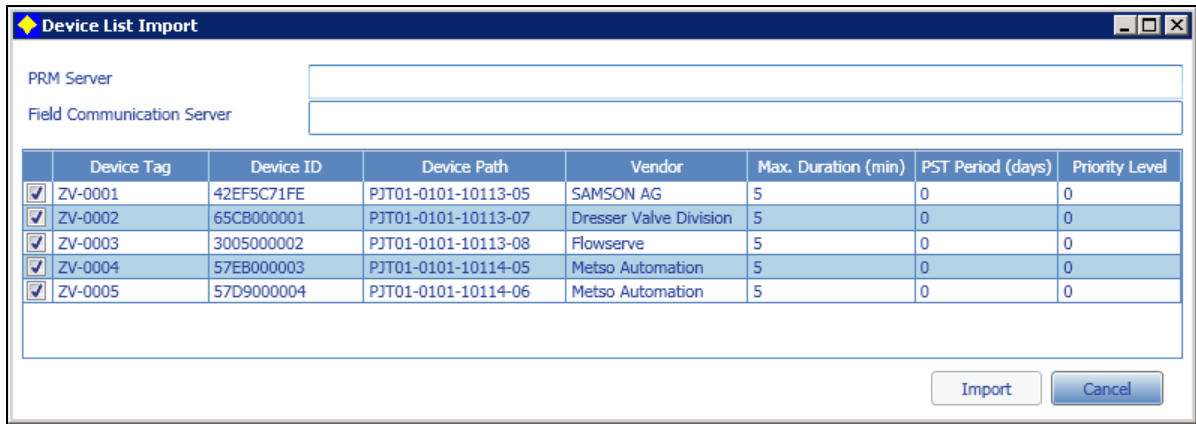 Device List Import
PRM Server
Field Communication Server
Device Tag Device ID Device Path Vendor Max. Duration (min) PST Period (days) Priority Level
ZV-0001 42EF5C71FE PJT01-0101-10113-05 SAMSON AG 5 0 0
ZV-0002 65CB000001 PJT01-0101-10113-07 Dresser Valve Division 5 0 0
ZV-0003 3005000002 PJT01-0101-10113-08 Flowserve 5 0 0
ZV-0004 57EB000003 PJT01-0101-10114-05 Metso Automation 5 0 0
ZV-0005 57D9000004 PJT01-0101-10114-06 Metso Automation 5 0 0
Import Cancel